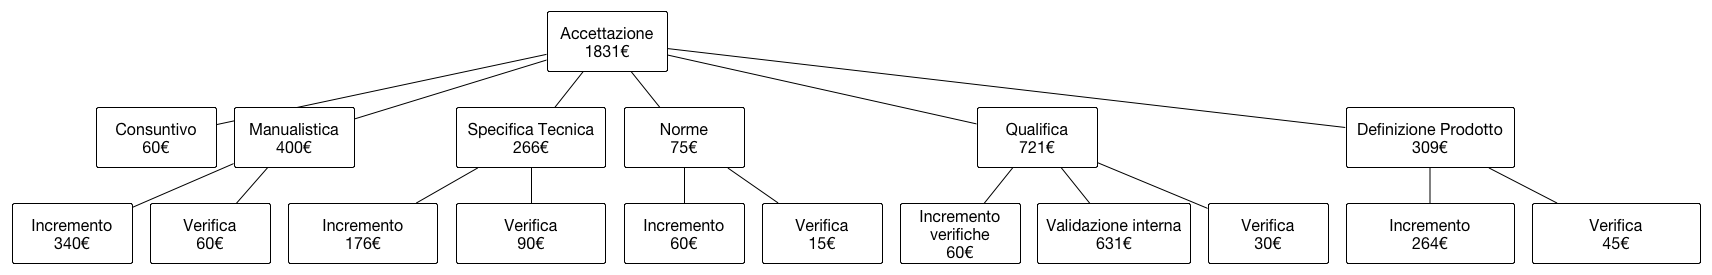 Accettazione
1831€
Consuntivo
60€
Manualistica
400€
Specifica Tecnica
266€
Norme
75€
Qualifica
721€
Definizione Prodotto
309€
Incremento
340€
Verifica
60€
Incremento
176€
Verifica
90€
Incremento
60€
Verifica
15€
Incremento
verifiche
60€
Validazione interna
631€
Verifica
30€
Incremento
264€
Verifica
45€